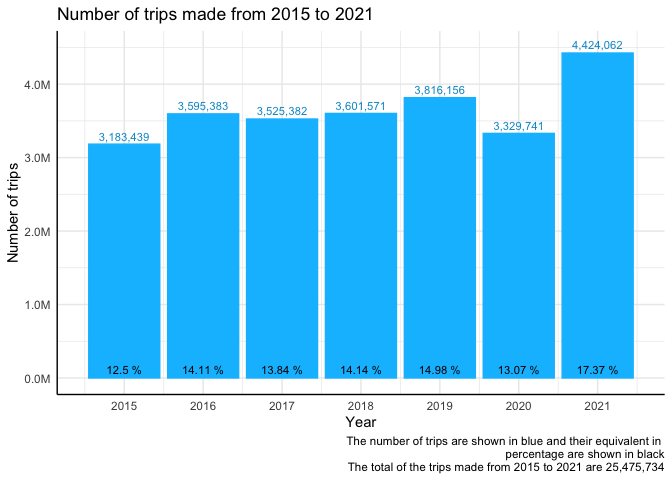 Number of trips made from 2015 to 2021
4,424,062
3,816,156
3,595,383
3,601,571
3,525,382
3,329,741
3,183,439
4.0M
3.0M
2.0M
1.0M
0.0M
Number of trips
12.5 %
14.11 %
13.84 %
14.14 %
14.98 %
13.07 %
17.37 %
2015
2016
2017
2018
2019
2020
2021
Year
The number of trips are shown in blue and their equivalent in
percentage are shown in black
The total of the trips made from 2015 to 2021 are 25,475,734